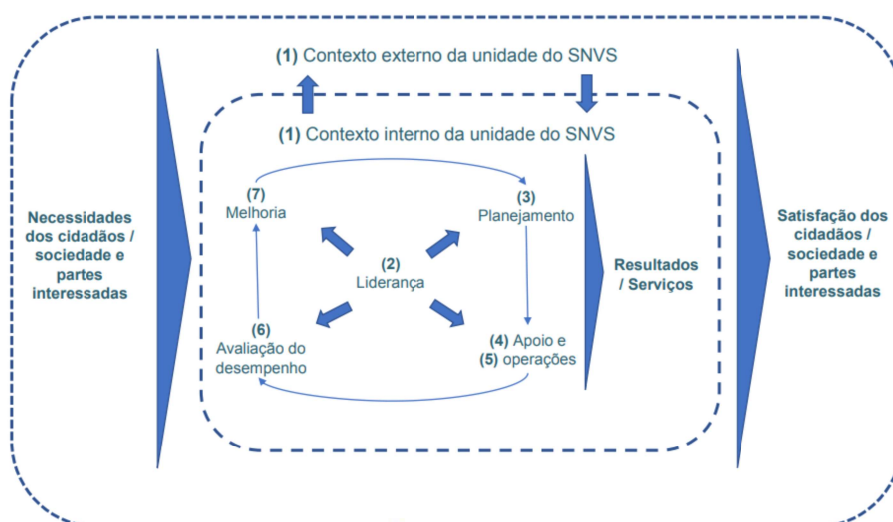 (1) Contexto externo da unidade do SNVS
(1) Contexto interno da unidade do SNVS
Necessidades
dos cidadãos /
sociedade e
partes
interessadas
(7)
Melhoria
(3)
Planejamento
(2)
Liderança
(6)
Avaliação do
desempenho
(4) Apoio e
(5) operações
Resultados
/ Serviços
Satisfação dos
cidadãos /
sociedade e
partes
interessadas